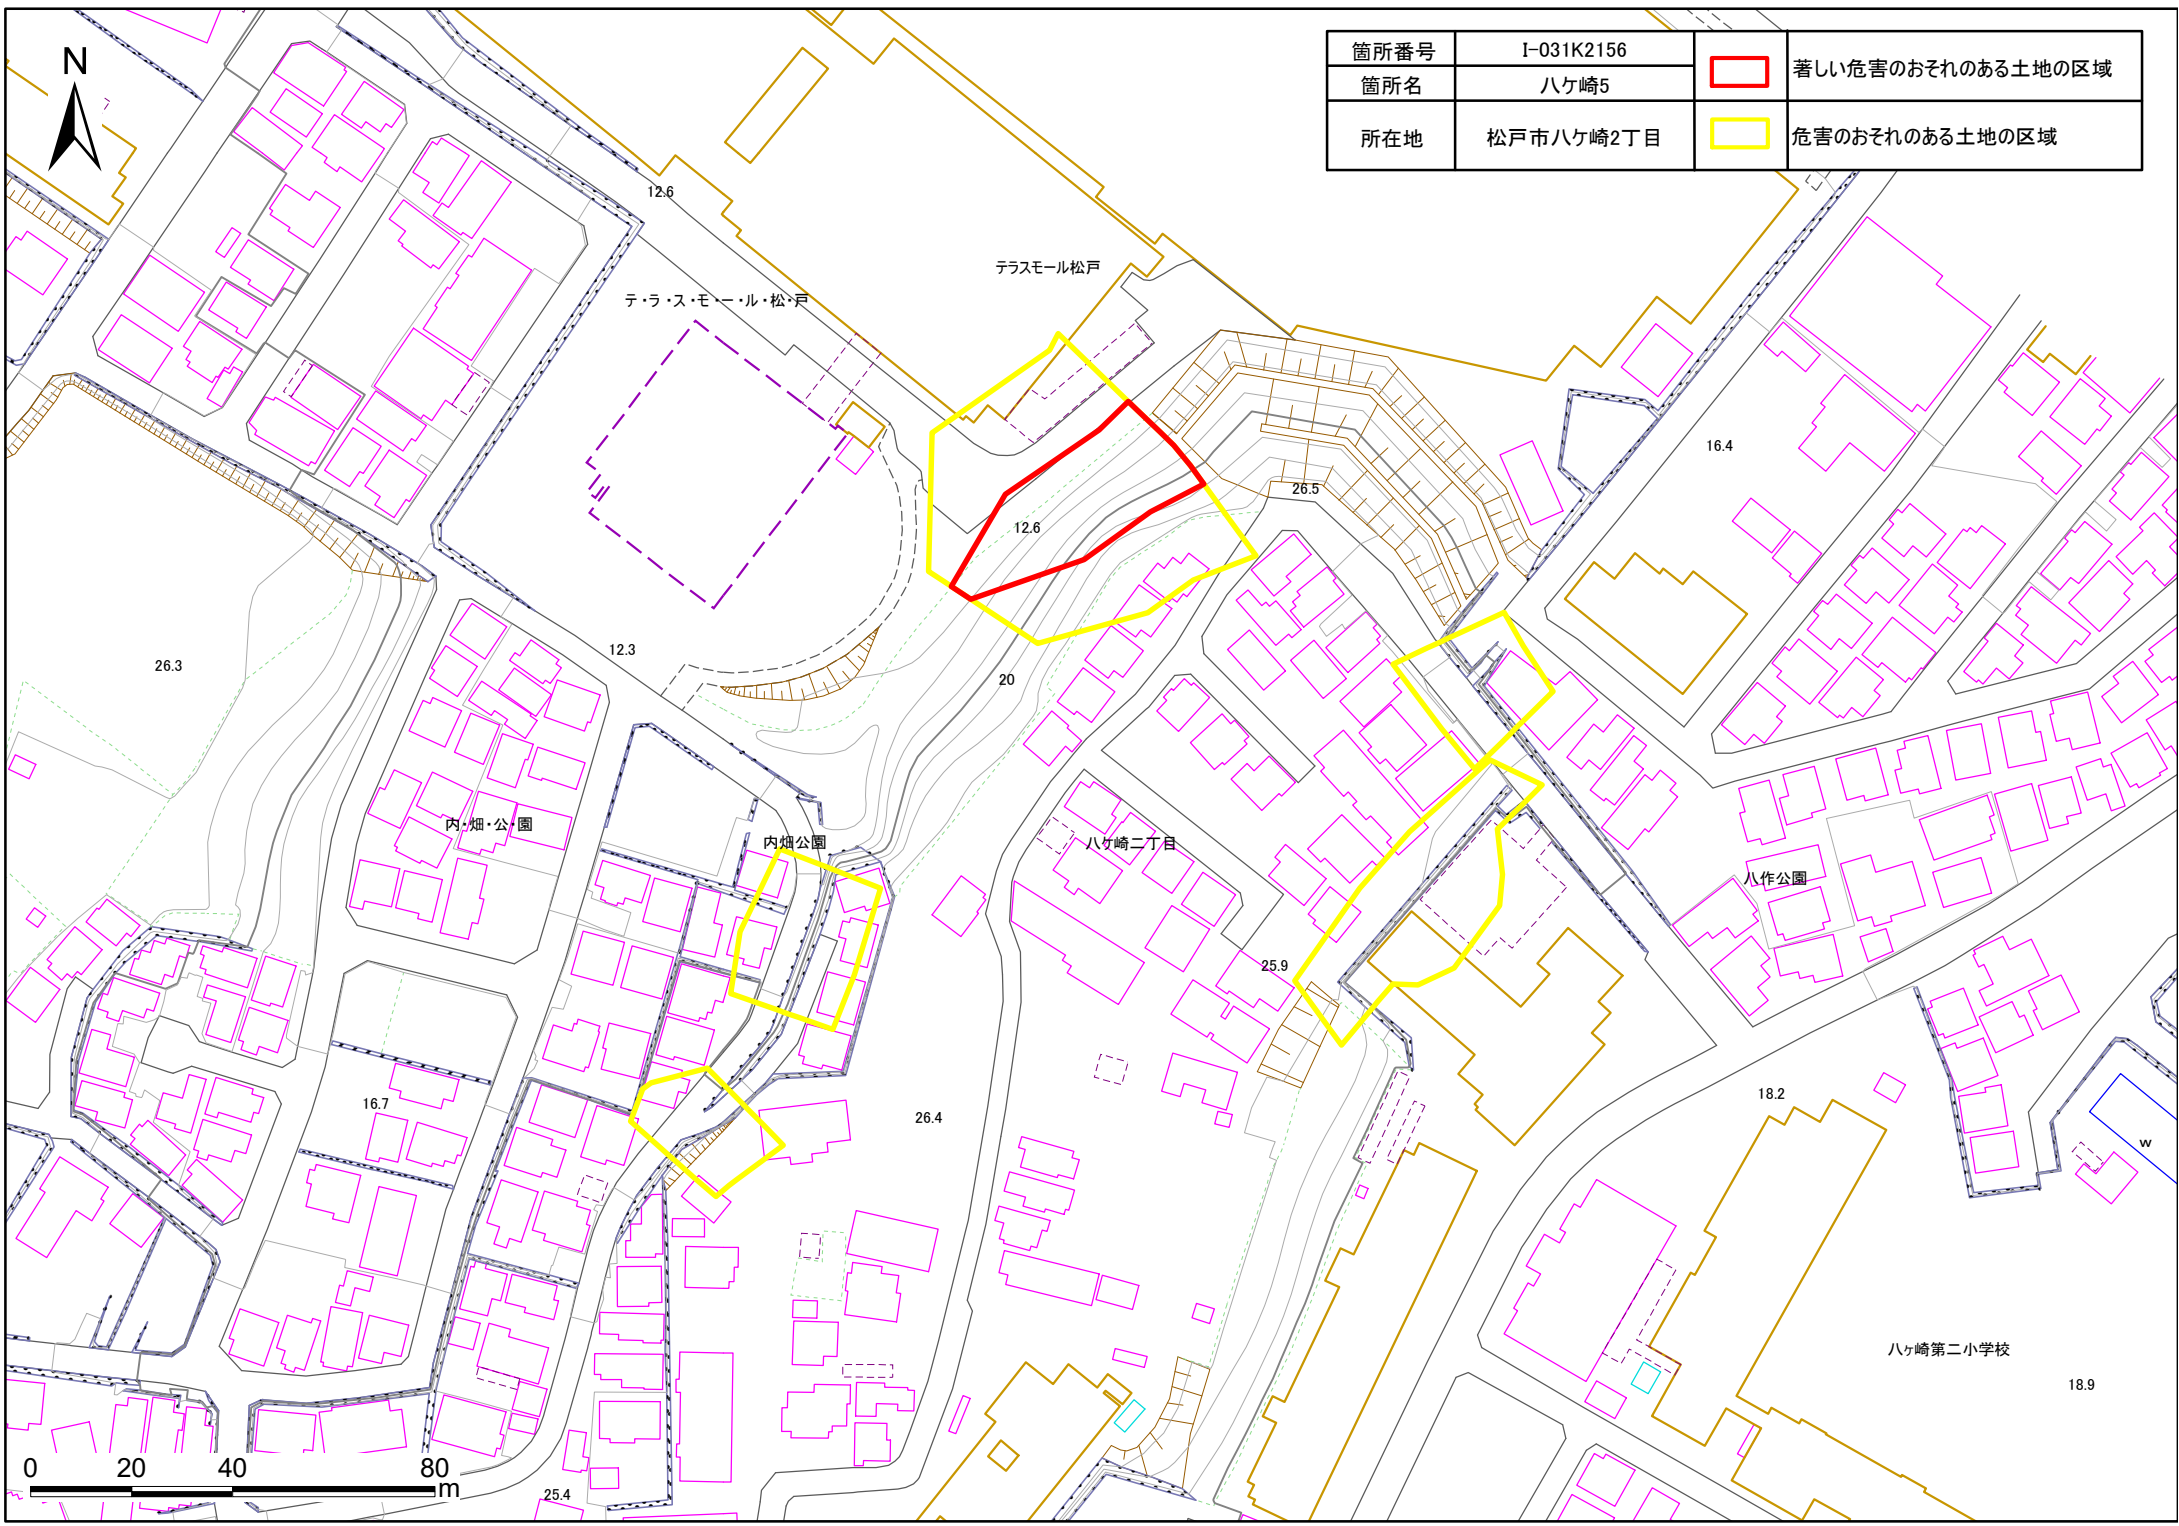 N
箇所番号 I-031K2156 著しい危害のおそれのある土地の区域
箇所名 八ケ崎5
所在地 松戸市八ケ崎2丁目 危害のおそれのある土地の区域
12.6
テラスモール松戸
テ・ラ・ス・モ・ー・ル・松・戸
16.4
26.5
12.6
12.3
26.3
20
内・畑・公・園
内畑公園
八ケ崎二丁目
八作公園
25.9
18.2
16.7
26.4
w
八ヶ崎第二小学校
18.9
0 20 40 80
m
25.4